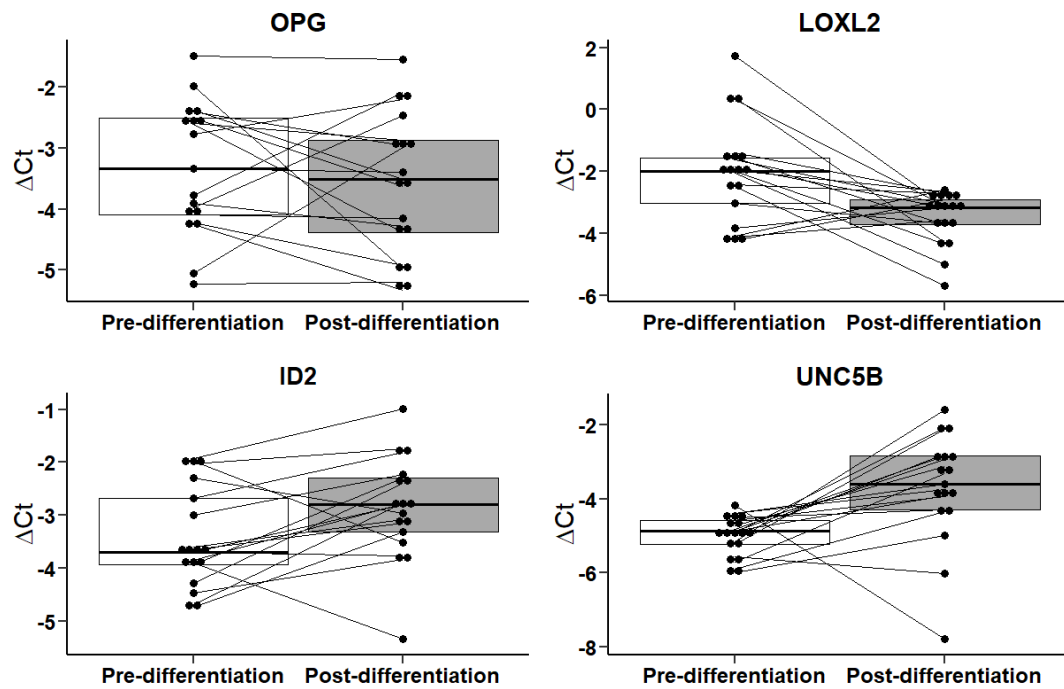 OPG
ΔCt
-2
-3
-4
-5
Pre-differentiation Post-differentiation
LOXL2
ΔCt
2
0
-2
-4
-6
Pre-differentiation Post-differentiation
ID2
ΔCt
-1
-2
-3
-4
-5
Pre-differentiation Post-differentiation
UNC5B
ΔCt
-2
-4
-6
-8
Pre-differentiation Post-differentiation